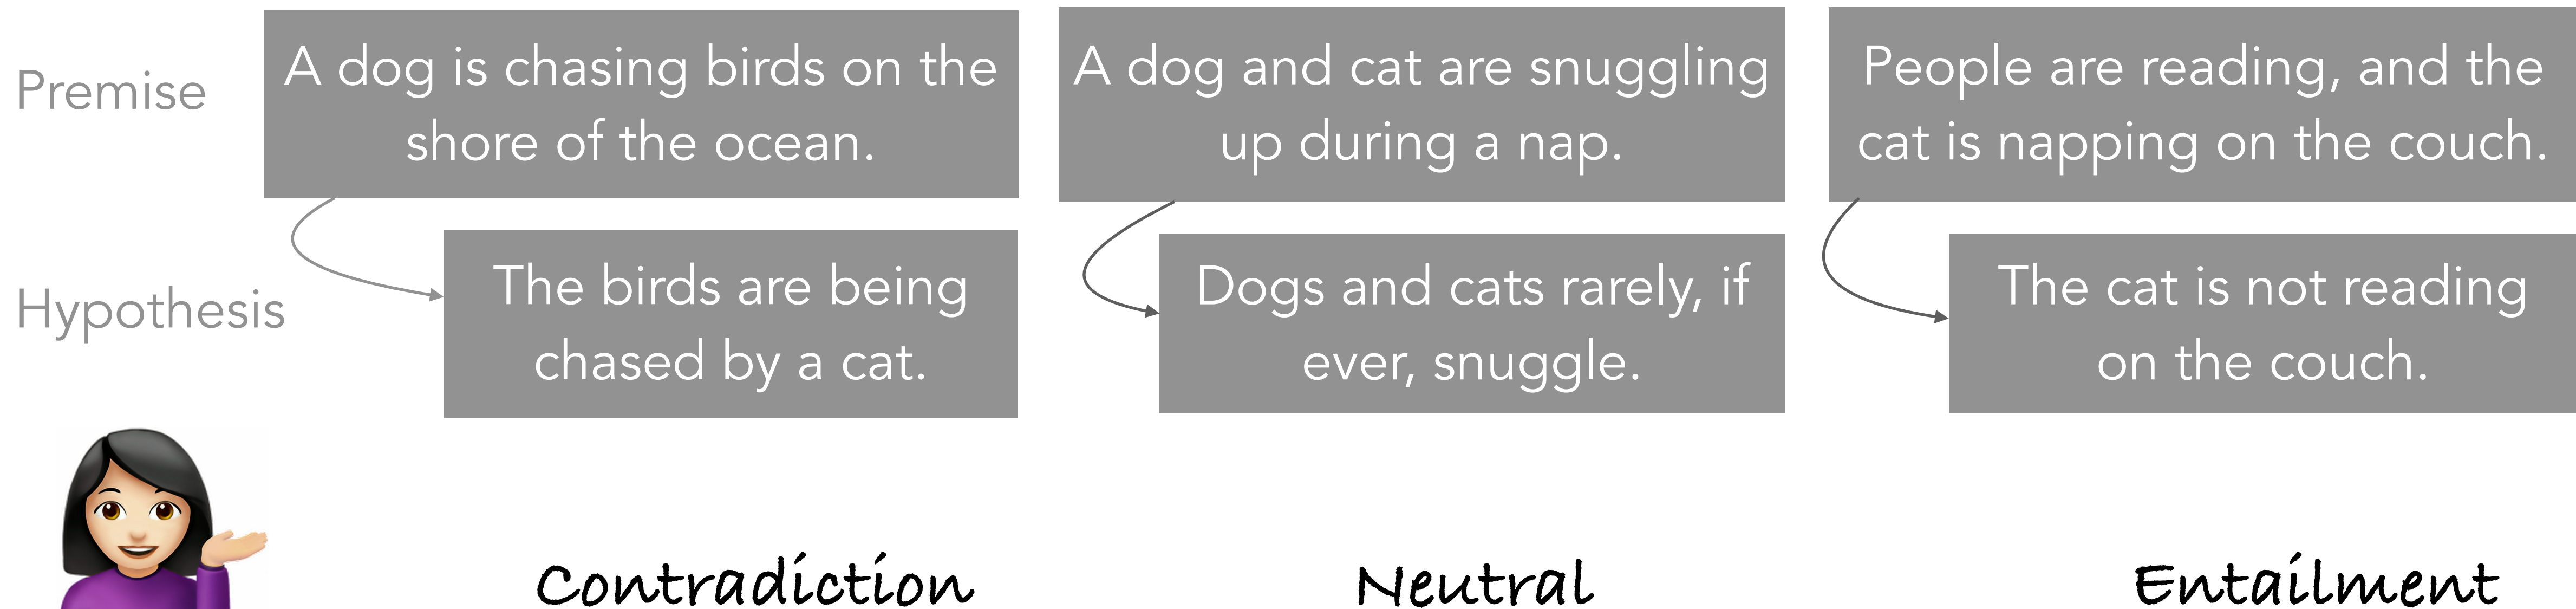 Premise
A dog is chasing birds on the
shore of the ocean.
A dog and cat are snuggling
up during a nap.
People are reading, and the
cat is napping on the couch.
Hypothesis
The birds are being
chased by a cat.
Dogs and cats rarely, if
ever, snuggle.
The cat is not reading
on the couch.
Contradiction
Neutral
Entailment